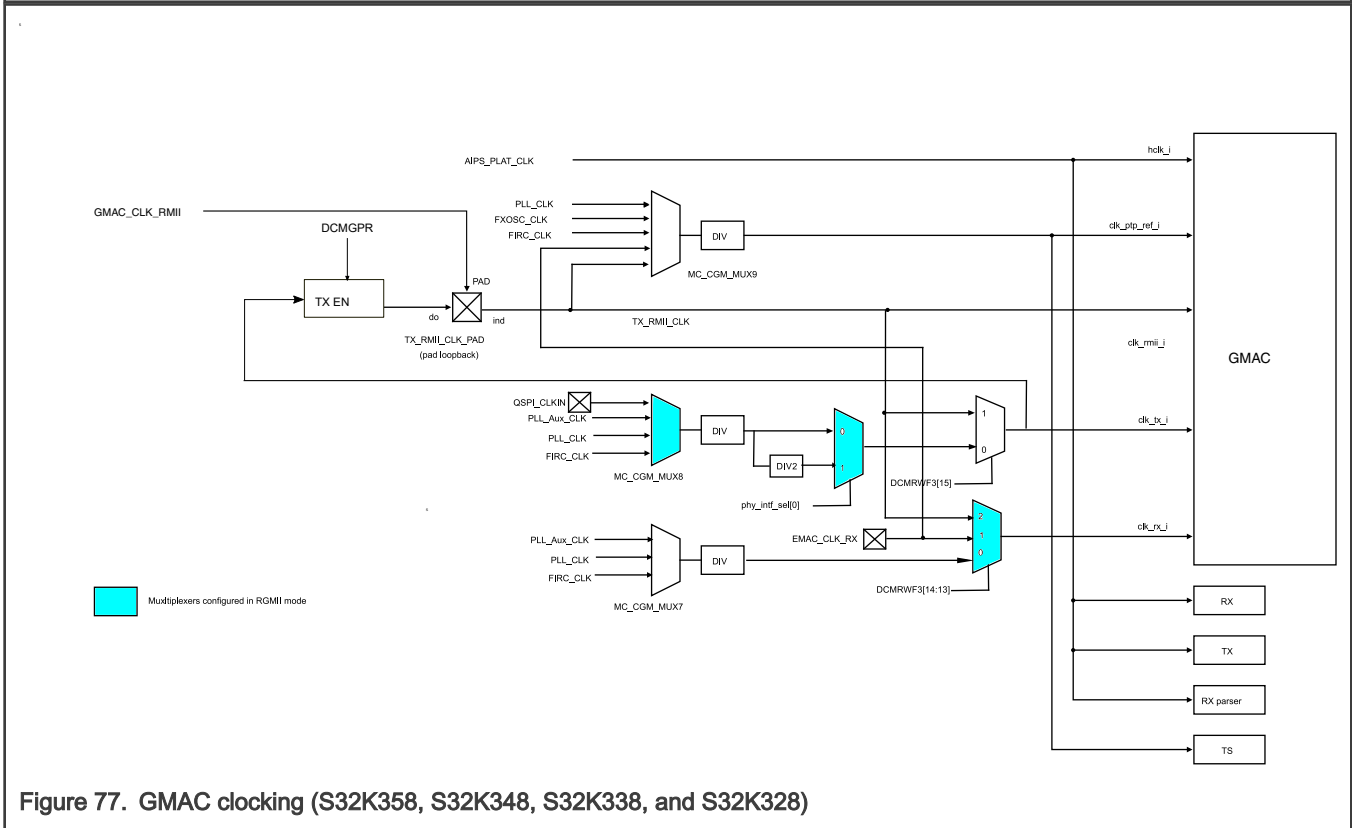 AIPS_PLAT_CLK
hclk_i
PLL_CLK
FXOSC_CLK
FIRC_CLK
DIV
MC_CGM_MUX9
clk_ptp_ref_i
GMAC_CLK_RMII
DCMGPR
TX EN
do
PAD
ind
TX_RMII_CLK_PAD
(pad loopback)
TX_RMII_CLK
clk_rmii_i
GMAC
QSPI_CLKIN
PLL_Aux_CLK
PLL_CLK
FIRC_CLK
MC_CGM_MUX8
DIV
DIV2
0
1
phy_intf_sel[0]
1
0
DCMRWF3[15]
clk_tx_i
PLL_Aux_CLK
PLL_CLK
FIRC_CLK
MC_CGM_MUX7
DIV
EMAC_CLK_RX
2
1
0
DCMRWF3[14:13]
clk_rx_i
Muxltiplexers configured in RGMII mode
RX
TX
RX parser
TS
Figure 77. GMAC clocking (S32K358, S32K348, S32K338, and S32K328)